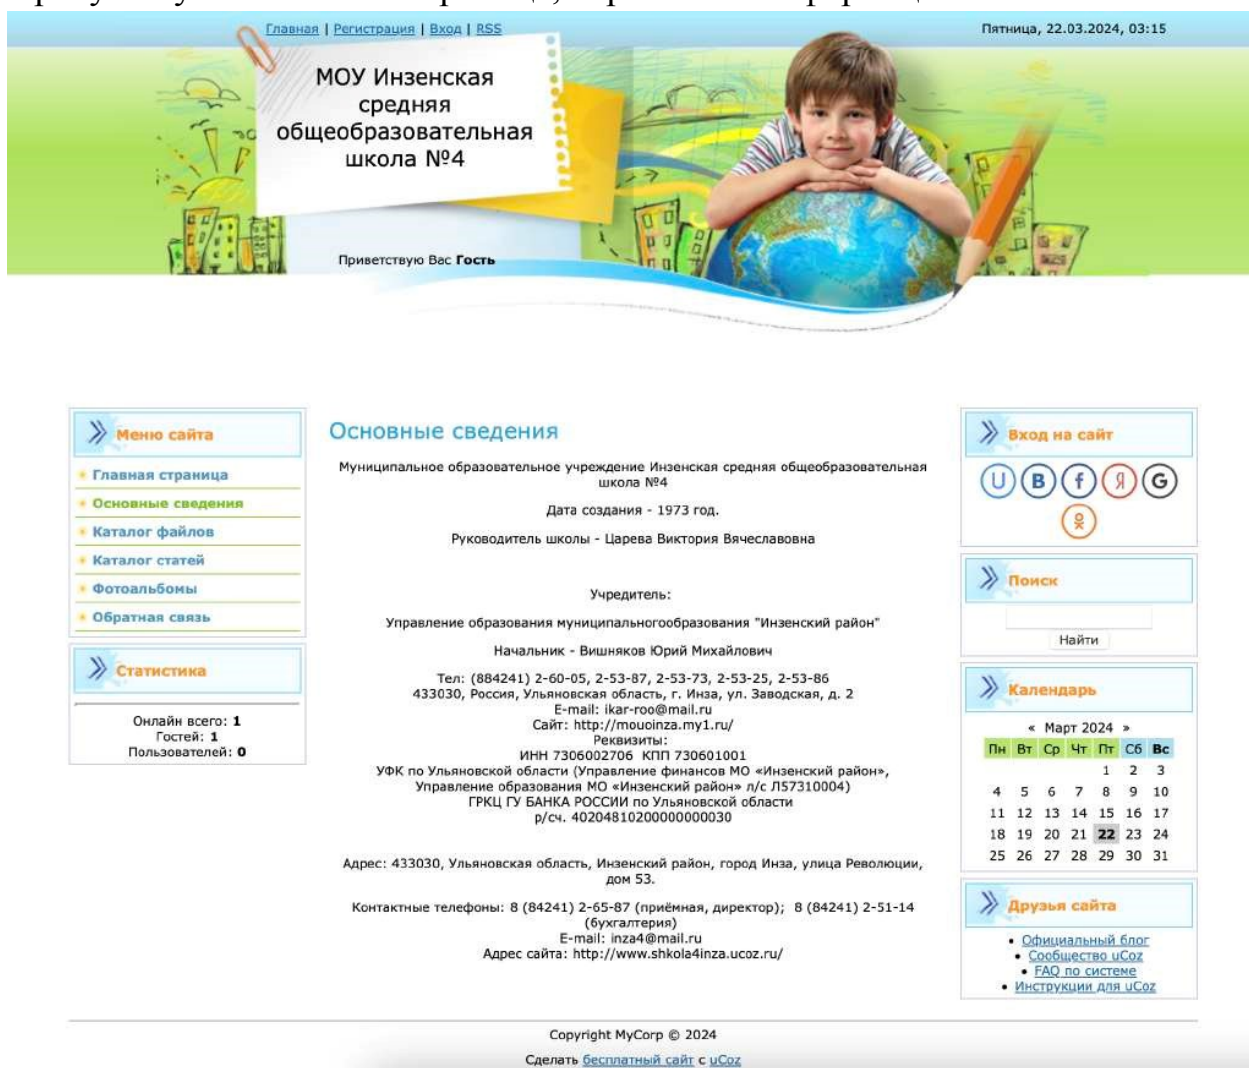 Главная | Регистрация | Вход | RSS
Пятница, 22.03.2024, 03:15
МОУ Инзенская
средняя
общеобразовательная
школа №4
Приветствую Вас Гость
Меню сайта
Главная страница
Основные сведения
Каталог файлов
Каталог статей
Фотоальбомы
Обратная связь
Статистика
Онлайн всего: 1
Гостей: 1
Пользователей: 0
Основные сведения
Муниципальное образовательное учреждение Инзенская средняя общеобразовательная
школа №4
Дата создания - 1973 год.
Руководитель школы - Царева Виктория Вячеславовна
Учредитель:
Управление образования муниципальногообразования "Инзенский район"
Начальник - Вишняков Юрий Михайлович
Тел: (884241) 2-60-05, 2-53-87, 2-53-73, 2-53-25, 2-53-86
433030, Россия, Ульяновская область, г. Инза, ул. Заводская, д. 2
E-mail: ikar-roo@mail.ru
Сайт: http://mouoinza.my1.ru/
Реквизиты:
ИНН 7306002706 КПП 730601001
УФК по Ульяновской области (Управление финансов МО «Инзенский район»,
Управление образования МО «Инзенский район» л/с Л57310004)
ГРКЦ ГУ БАНКА РОССИИ по Ульяновской области
р/сч. 40204810200000000030
Адрес: 433030, Ульяновская область, Инзенский район, город Инза, улица Революции,
дом 53.
Контактные телефоны: 8 (84241) 2-65-87 (приёмная, директор); 8 (84241) 2-51-14
(бухгалтерия)
E-mail: inza4@mail.ru
Адрес сайта: http://www.shkola4inza.ucoz.ru/
Вход на сайт
U В f Я G
Поиск
Найти
Календарь
« Март 2024 »
Пн Вт Ср Чт Пт Сб Вс
1 2 3
4 5 6 7 8 9 10
11 12 13 14 15 16 17
18 19 20 21 22 23 24
25 26 27 28 29 30 31
Друзья сайта
Официальный блог
Сообщество uCoz
FAQ по системе
Инструкции для uCoz
Copyright MyCorp © 2024
Сделать бесплатный сайт с uCoz